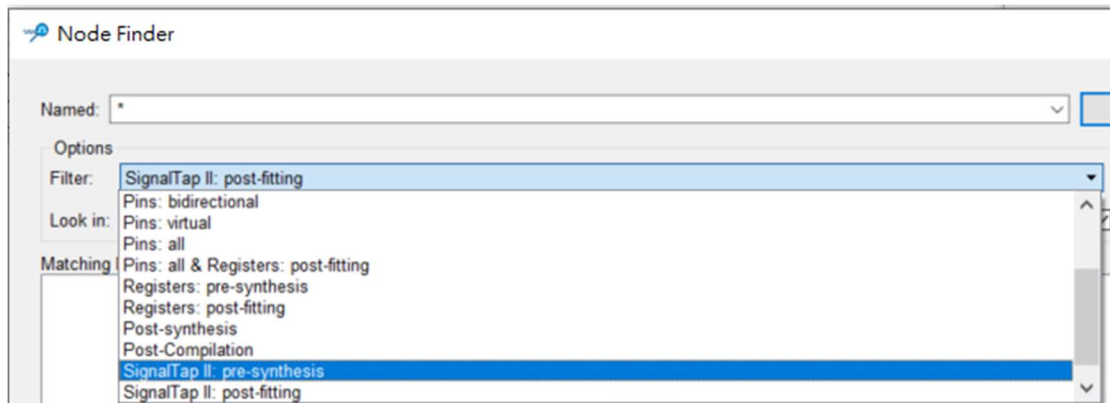 Node Finder
Named: *
Options
Filter: SignalTap II: post-fitting
Pins: bidirectional
Look in: Pins: virtual
Pins: all
Matching Pins: all & Registers: post-fitting
Registers: pre-synthesis
Registers: post-fitting
Post-synthesis
Post-Compilation
SignalTap II: pre-synthesis
SignalTap II: post-fitting